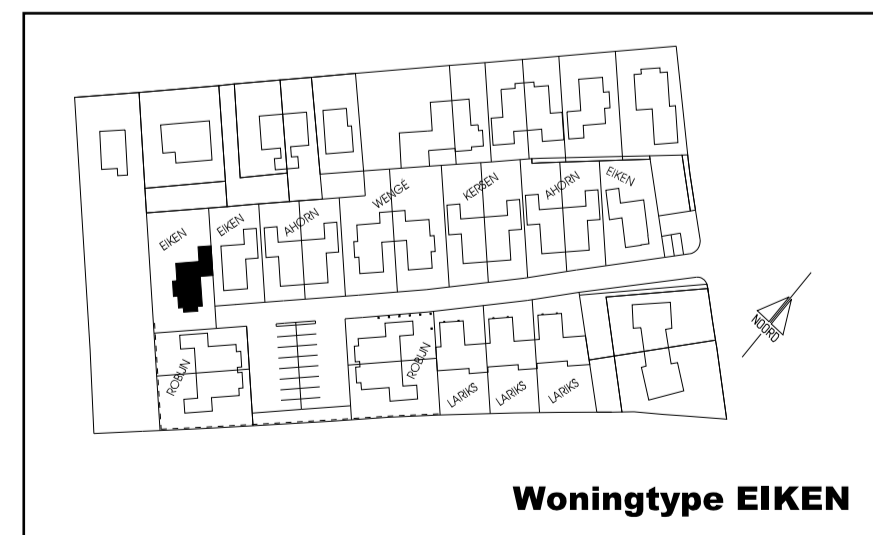 EIKEN
EIKEN
AHORN
WENGÉ
KERSEN
AHORN
EIKEN
NOORD
ROBIJN
ROBIJN
LARIKS
LARIKS
LARIKS
Woningtype EIKEN